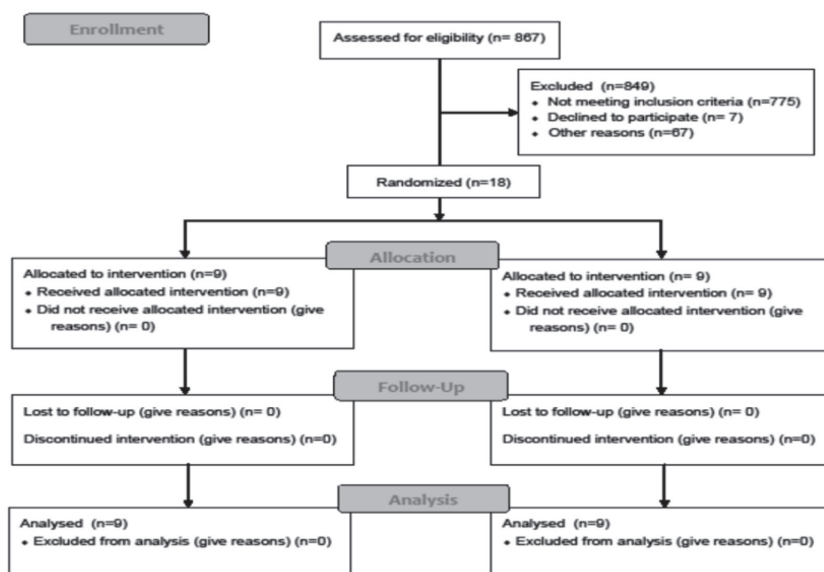 Enrollment
Assessed for eligibility (n= 867)
Excluded (n=849)
• Not meeting inclusion criteria (n=775)
• Declined to participate (n= 7)
• Other reasons (n=67)
Randomized (n=18)
Allocation
Allocated to intervention (n=9)
• Received allocated intervention (n=9)
• Did not receive allocated intervention (give
reasons) (n= 0)
Allocated to intervention (n= 9)
• Received allocated intervention (n= 9)
• Did not receive allocated intervention (give
reasons) (n= 0)
Follow-Up
Lost to follow-up (give reasons) (n= 0)
Discontinued intervention (give reasons) (n=0)
Lost to follow-up (give reasons) (n= 0)
Discontinued intervention (give reasons) (n=0)
Analysis
Analysed (n=9)
• Excluded from analysis (give reasons) (n=0)
Analysed (n=9)
• Excluded from analysis (give reasons) (n=0)